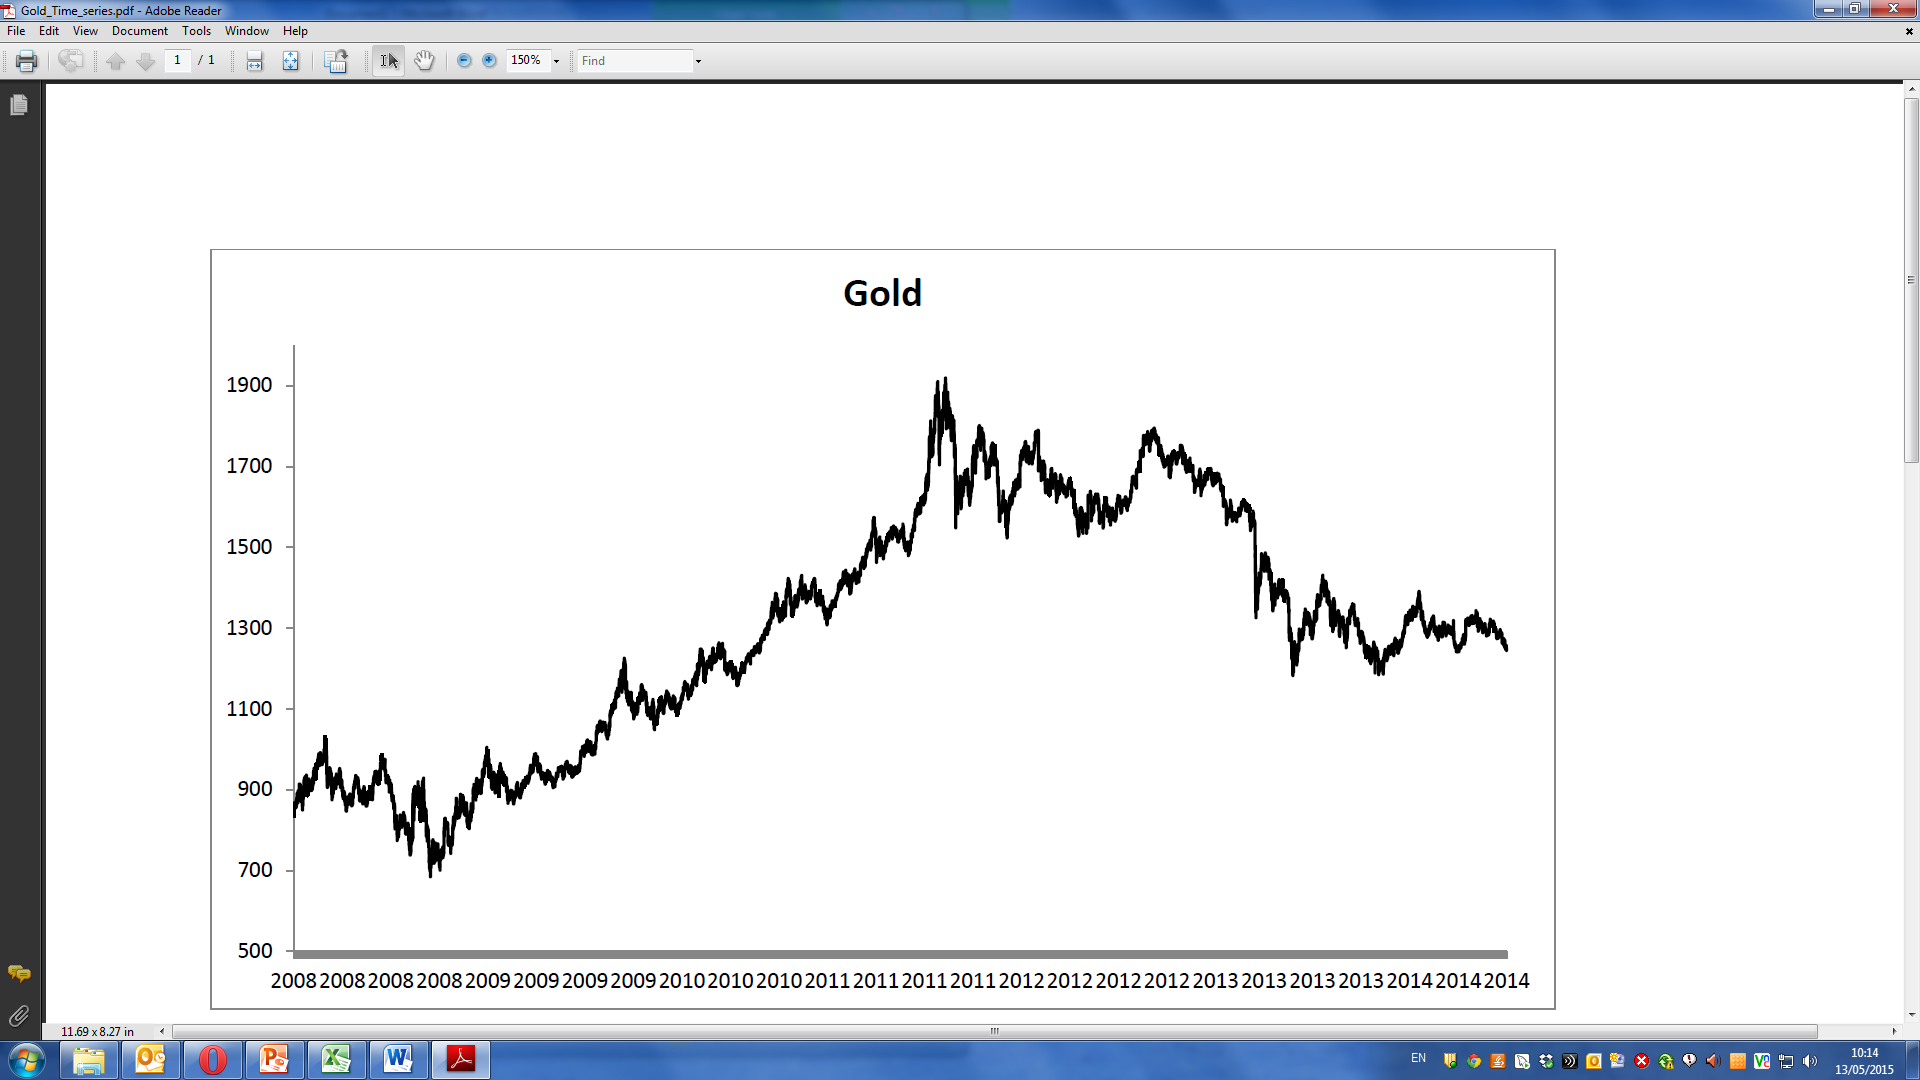 Gold_Time_series.pdf - Adobe Reader
File Edit View Document Tools Window Help
1 / 1 150% Find
Gold
1900
1700
1500
1300
1100
900
700
500
2008 2008 2008 2008 2009 2009 2009 2009 2010 2010 2010 2011 2011 2011 2011 2012 2012 2012 2012 2013 2013 2013 2013 2014 2014 2014
11.69 x 8.27 in
EN
10:14
13/05/2015